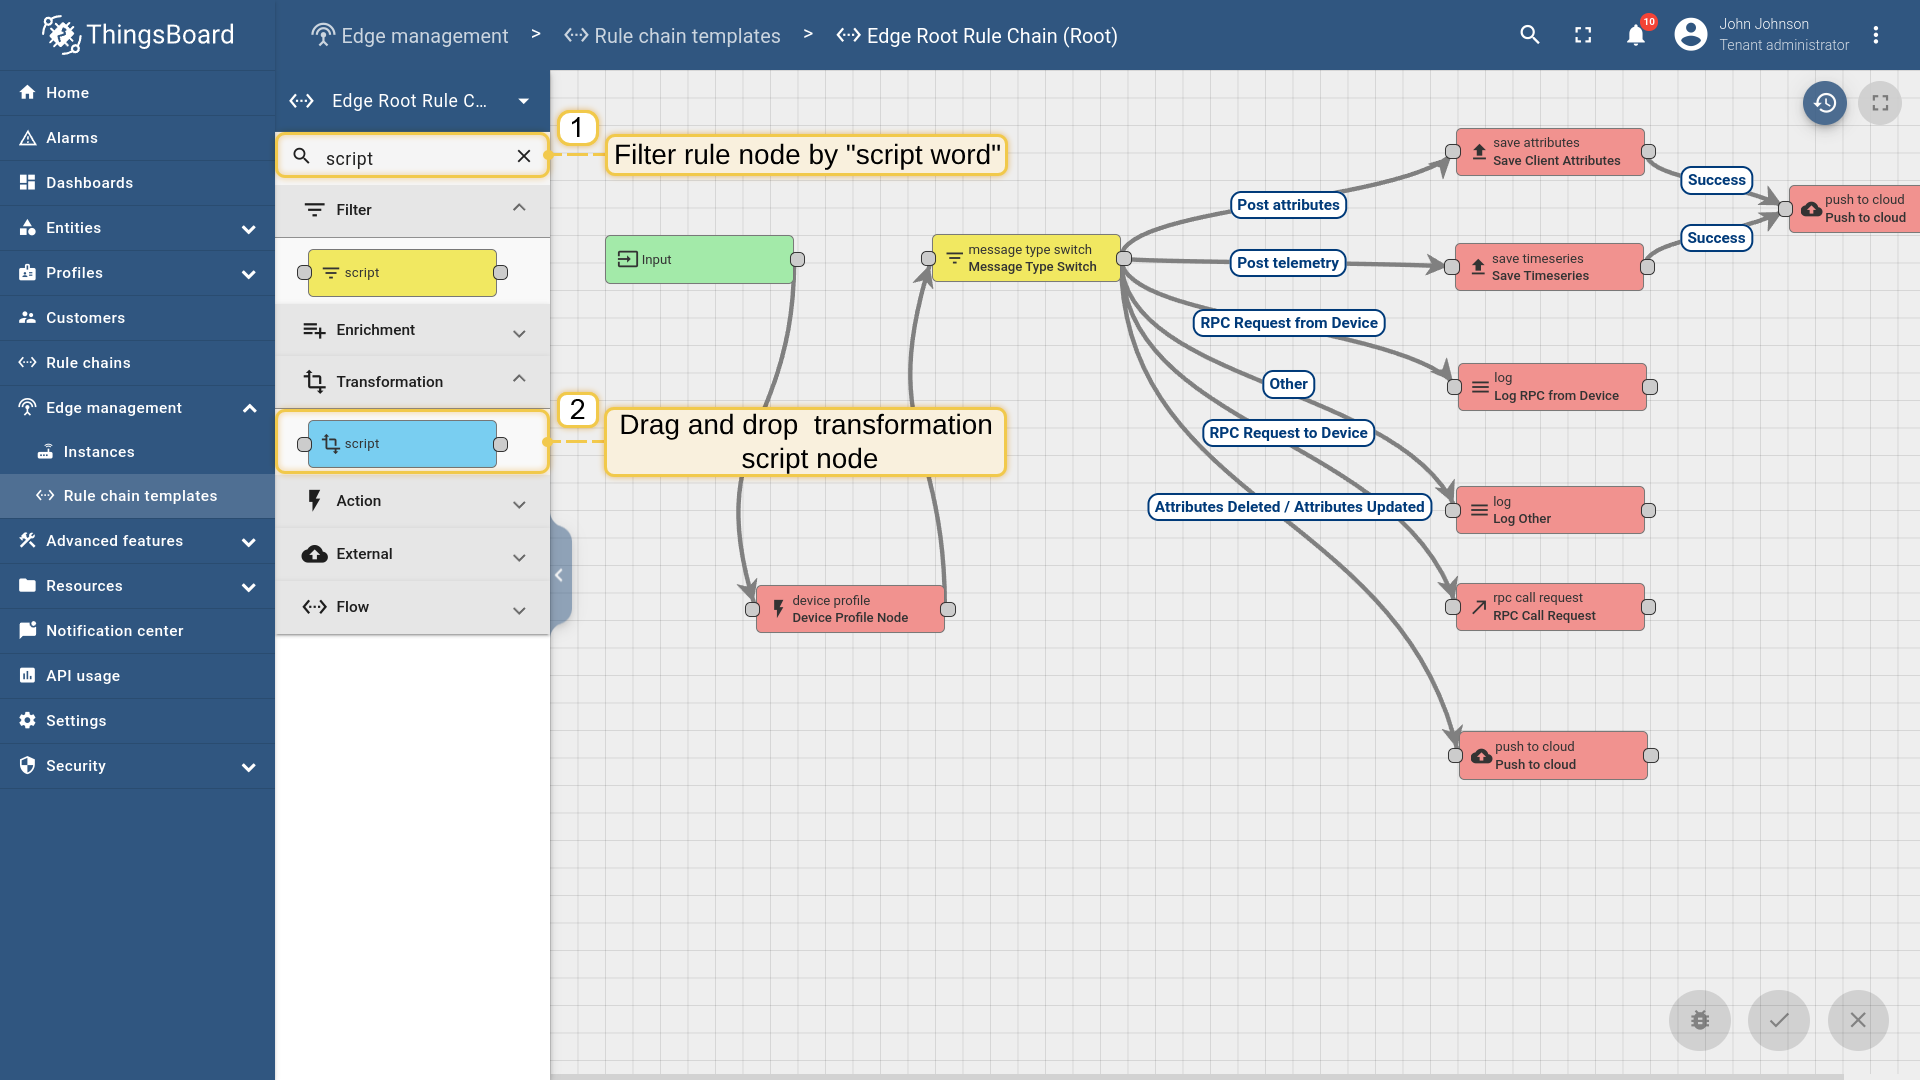 ThingsBoard
Edge management > Rule chain templates > Edge Root Rule Chain (Root)
10
John Johnson
Tenant administrator
Home
Alarms
Dashboards
Entities
Profiles
Customers
Rule chains
Edge management
Instances
Rule chain templates
Advanced features
Resources
Notification center
API usage
Settings
Security
Edge Root Rule C...
script
Filter
script
Enrichment
Transformation
script
Action
External
Flow
1
Filter rule node by "script word"
2
Drag and drop transformation
script node
Input
device profile
Device Profile Node
message type switch
Message Type Switch
Post attributes
Post telemetry
RPC Request from Device
Other
RPC Request to Device
Attributes Deleted / Attributes Updated
save attributes
Save Client Attributes
save timeseries
Save Timeseries
Success
Success
push to cloud
Push to cloud
log
Log RPC from Device
log
Log Other
rpc call request
RPC Call Request
push to cloud
Push to cloud